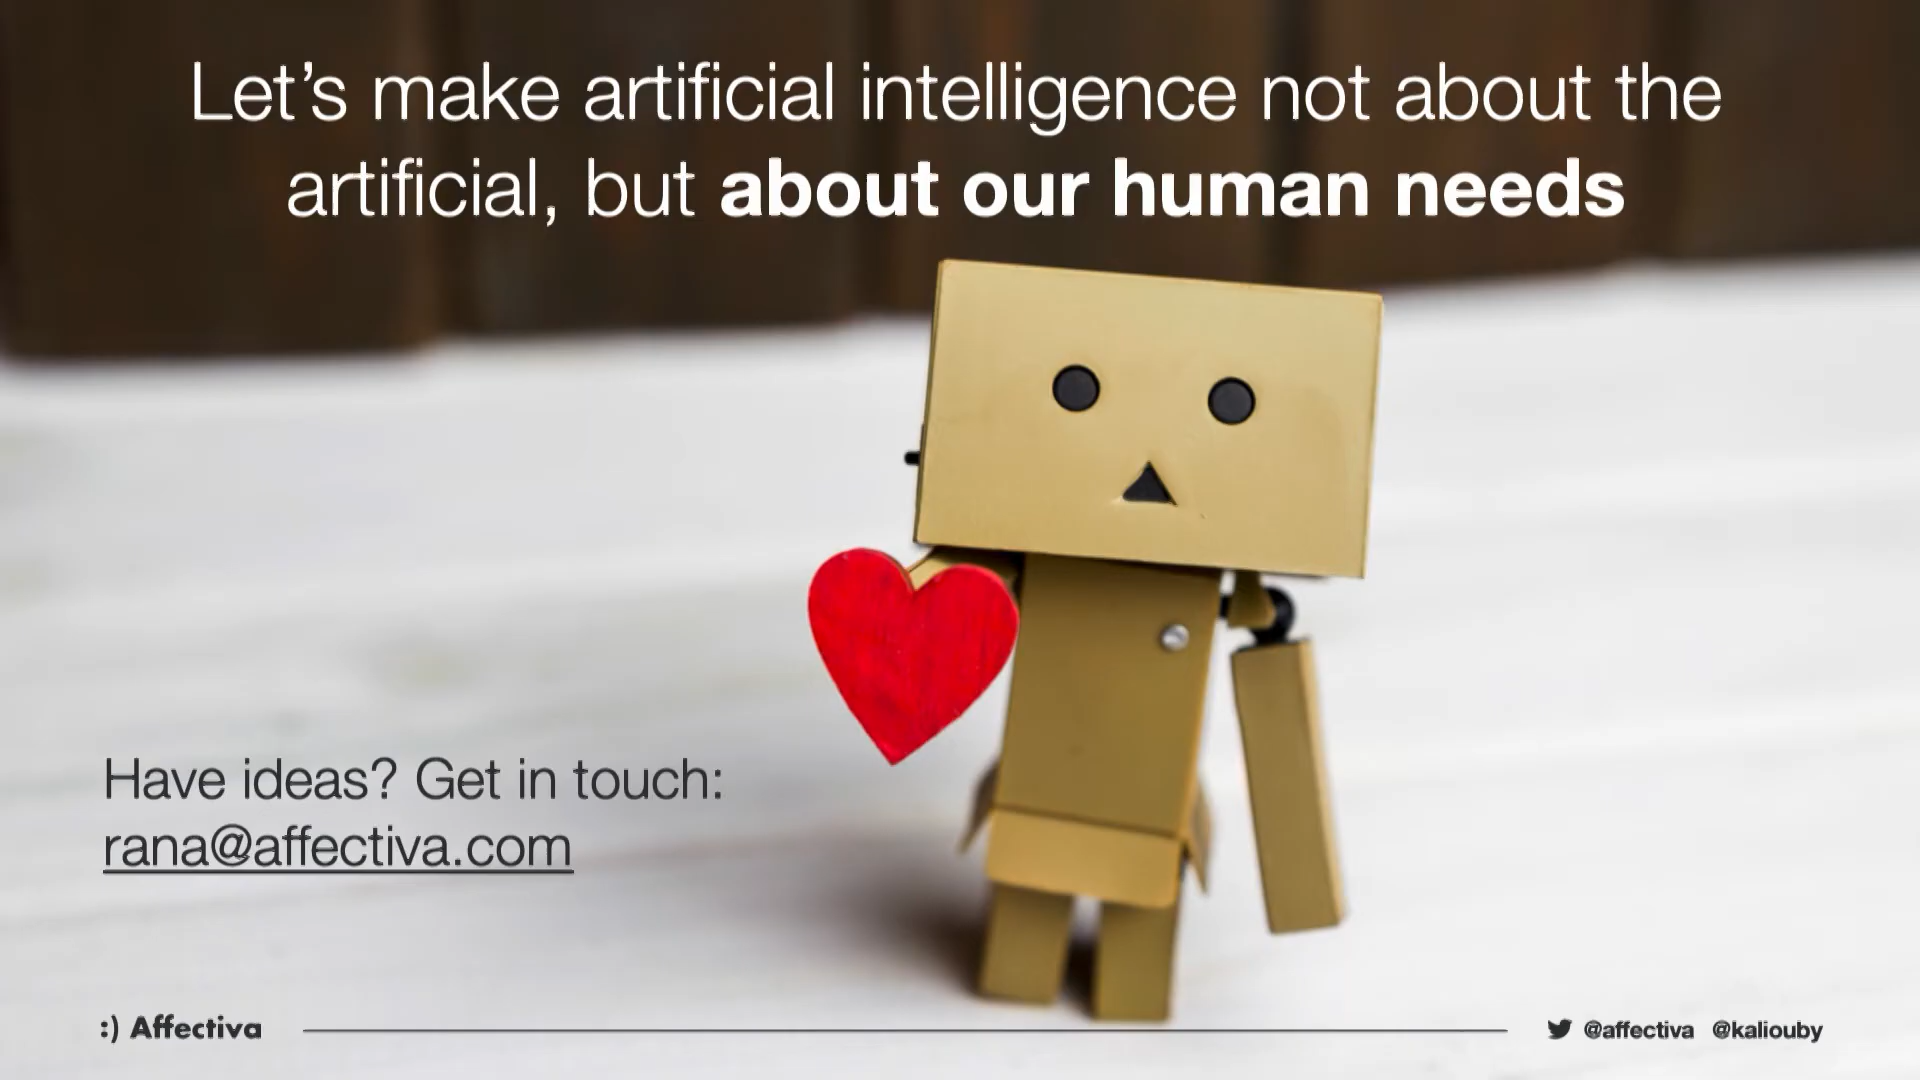 Let’s make artificial intelligence not about the
artificial, but about our human needs
Have ideas? Get in touch:
rana@affectiva.com
:) Affectiva
@affectiva @kaliouby